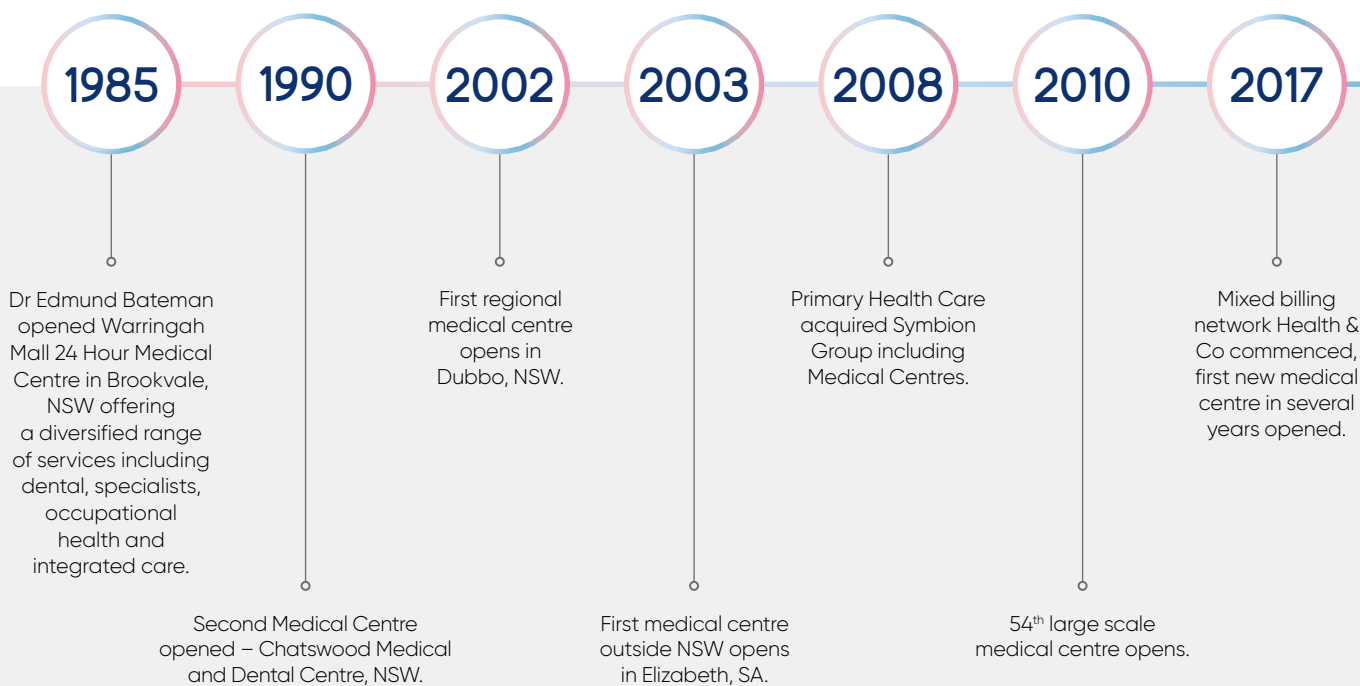 1985
1990
2002
2003
2008
2010
2017
Dr Edmund Bateman
opened Warringah
Mall 24 Hour Medical
Centre in Brookvale,
NSW offering
a diversified range
of services including
dental, specialists,
occupational
health and
integrated care.
First regional
medical centre
opens in
Dubbo, NSW.
Primary Health Care
acquired Symbion
Group including
Medical Centres.
Mixed billing
network Health &
Co commenced,
first new medical
centre in several
years opened.
Second Medical Centre
opened – Chatswood Medical
and Dental Centre, NSW.
First medical centre
outside NSW opens
in Elizabeth, SA.
54th large scale
medical centre opens.